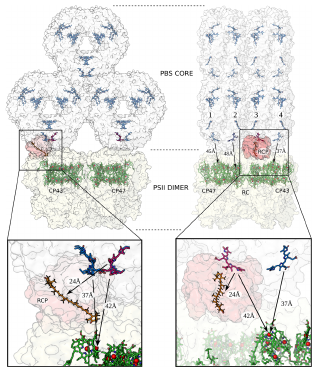 PBS CORE
1 2 3 4
RCP
45Å 48Å 37Å
PSII DIMER
CP43 CP47
CP47 RC CP43
24Å
37Å
RCP
42Å
24Å
37Å
42Å